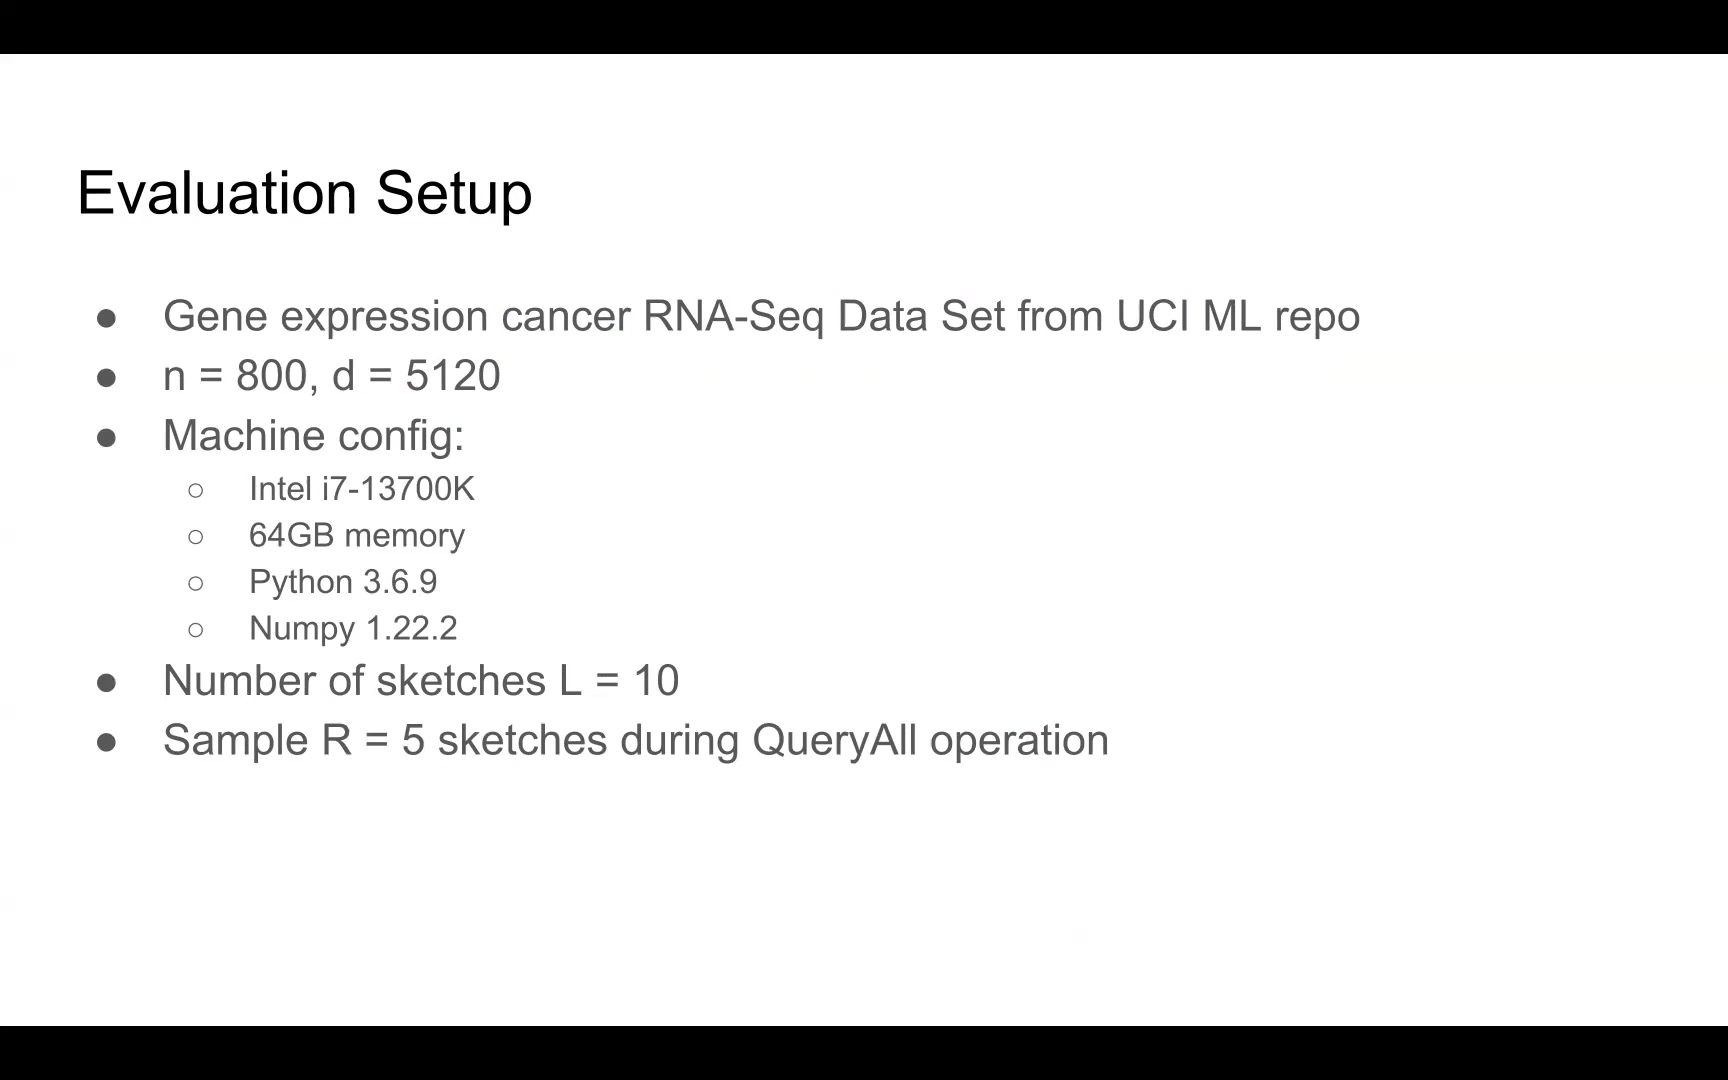 Evaluation Setup
● Gene expression cancer RNA-Seq Data Set from UCI ML repo
● n = 800, d = 5120
● Machine config:
○ Intel i7-13700K
○ 64GB memory
○ Python 3.6.9
○ Numpy 1.22.2
● Number of sketches L = 10
● Sample R = 5 sketches during QueryAll operation